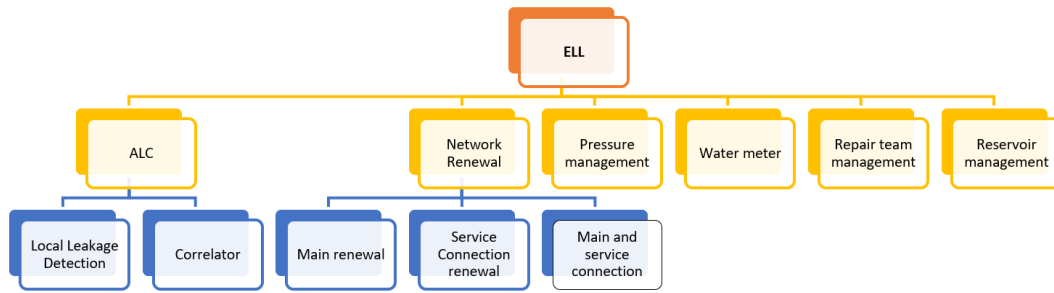 ELL
ALC
Network
Renewal
Pressure
management
Water meter
Repair team
management
Reservoir
management
Local Leakage
Detection
Correlator
Main renewal
Service
Connection
renewal
Main and
service
connection